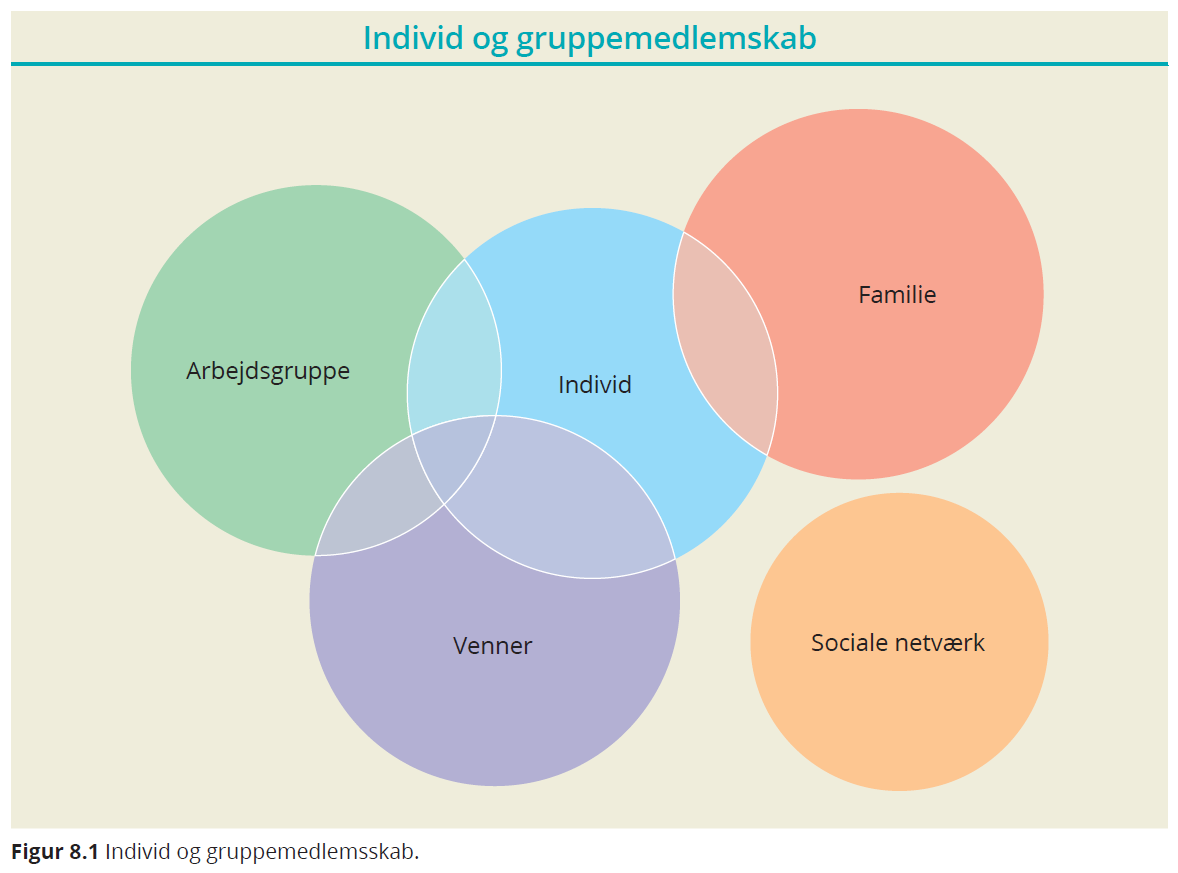 Individ og gruppemedlemskab
Familie
Arbejdsgruppe
Individ
Venner
Sociale netværk
Figur 8.1 Individ og gruppemedlemsskab.